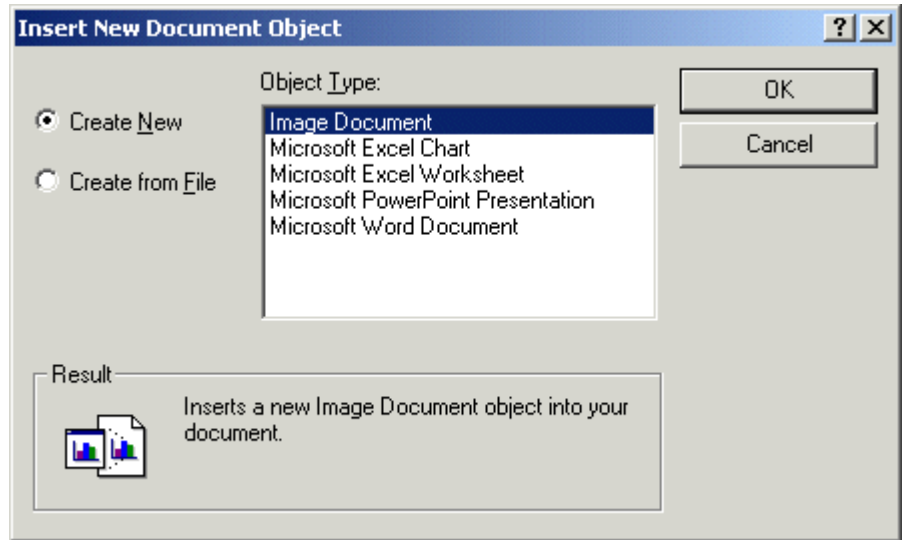 Insert New Document Object
Object Type:
Create New
Create from File
Image Document
Microsoft Excel Chart
Microsoft Excel Worksheet
Microsoft PowerPoint Presentation
Microsoft Word Document
OK
Cancel
Result
Inserts a new Image Document object into your
document.